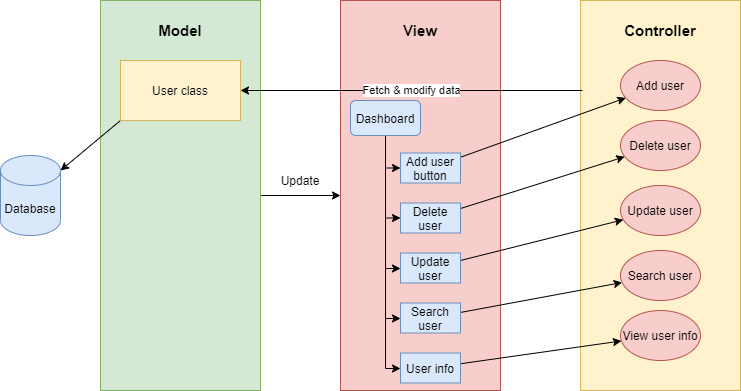 Model
View
Controller
User class
Fetch & modify data
Add user
Dashboard
Delete user
Add user
button
Update
Database
Delete
user
Update user
Update
user
Search user
Search
user
View user info
User info